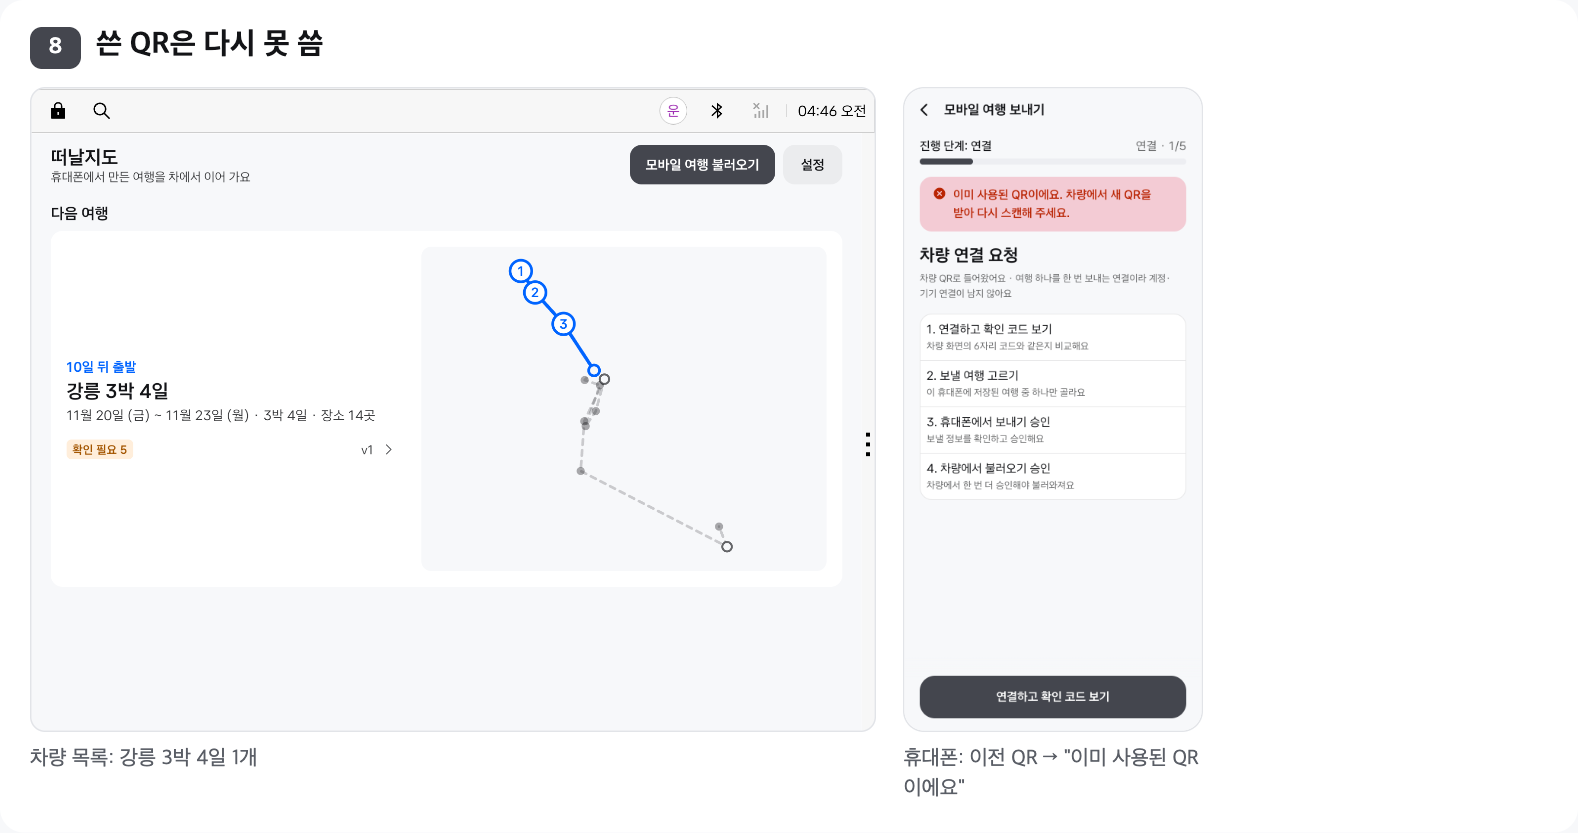 8 쓴 QR은 다시 못 씀
운 04:46 오전
떠날지도
휴대폰에서 만든 여행을 차에서 이어 가요
모바일 여행 불러오기
설정
다음 여행
10일 뒤 출발
강릉 3박 4일
11월 20일 (금) ~ 11월 23일 (월) · 3박 4일 · 장소 14곳
확인 필요 5
v1
1
2
3
차량 목록: 강릉 3박 4일 1개
모바일 여행 보내기
진행 단계: 연결
연결 · 1/5
이미 사용된 QR이에요. 차량에서 새 QR을
받아 다시 스캔해 주세요.
차량 연결 요청
차량 QR로 들어왔어요 · 여행 하나를 한 번 보내는 연결이라 계정·
기기 연결이 남지 않아요
1. 연결하고 확인 코드 보기
차량 화면의 6자리 코드와 같은지 비교해요
2. 보낼 여행 고르기
이 휴대폰에 저장된 여행 중 하나만 골라요
3. 휴대폰에서 보내기 승인
보낼 정보를 확인하고 승인해요
4. 차량에서 불러오기 승인
차량에서 한 번 더 승인해야 불러와져요
연결하고 확인 코드 보기
휴대폰: 이전 QR → "이미 사용된 QR
이에요"